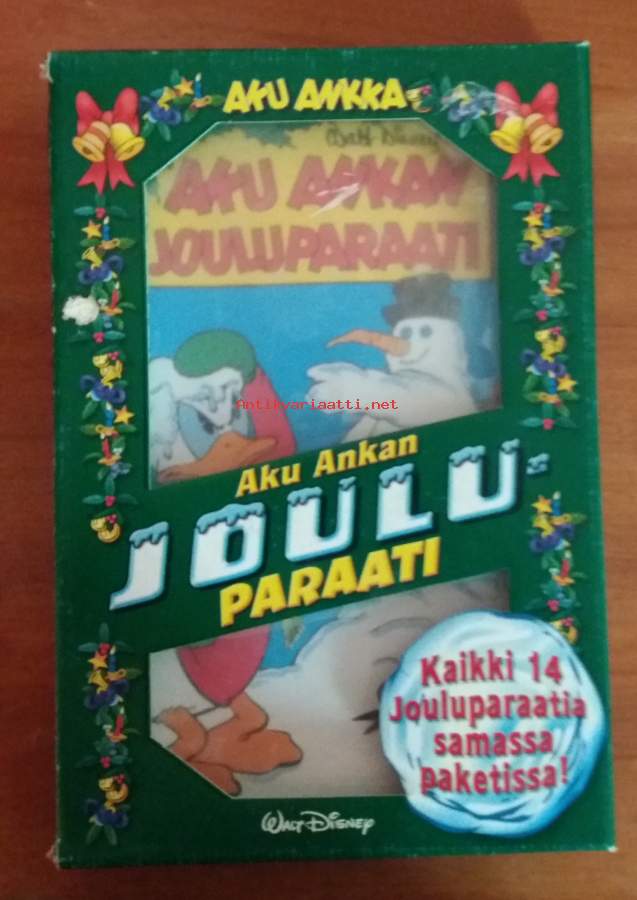 AKU ANKKA
Walt Disney
AKU ANKAN
JOULUPARAATI
Antikvariaatti.net
Aku Ankan
JOULU-
PARAATI
Kaikki 14
Jouluparaatia
samassa
paketissa!
WALT DISNEY